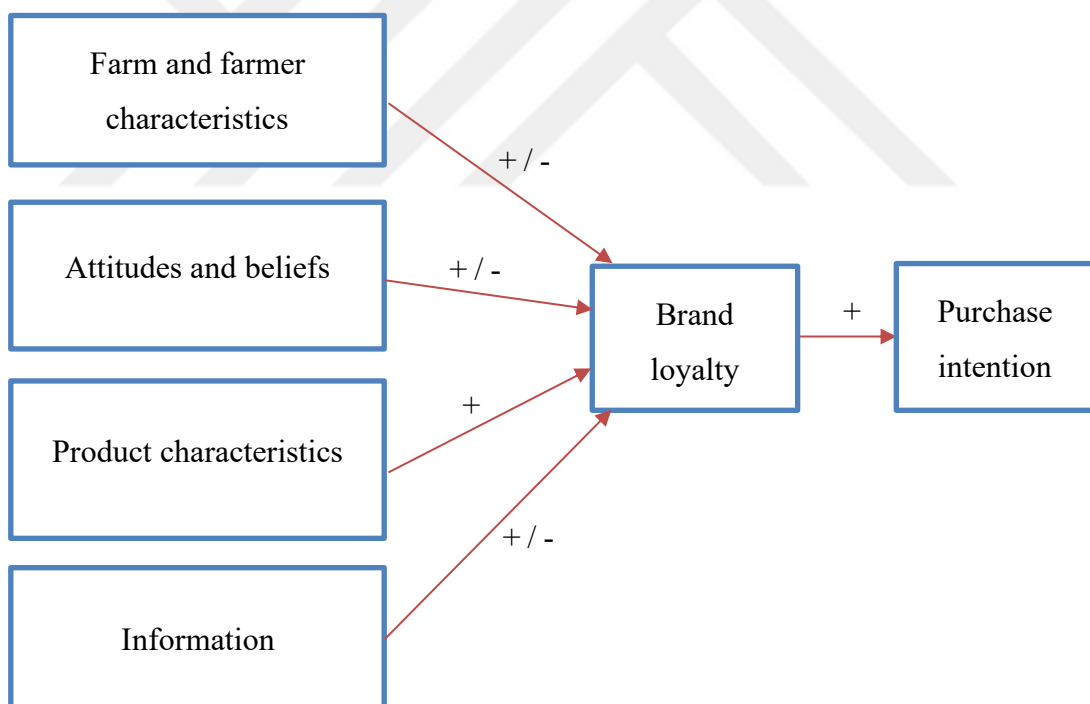 Farm and farmer
characteristics
+ / -
Attitudes and beliefs
+ / -
Brand
loyalty
+
Purchase
intention
Product characteristics
+
+ / -
Information